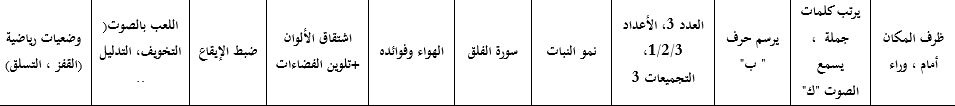 ظرف المكان
أمام ، وراء
يرتب كلمات
جملة ،
يسمع
الصوت "ك"
يرسم حرف
" ب"
العدد 3، الأعداد
1/2/3،
التجميعات 3
نمو النبات
سورة الفلق
الهواء وفوائده
اشتقاق الألوان
+تلوين الفضاءات
ضبط الإيقاع
اللعب بالصوت(
التخويف، التدليل
..
وضعيات رياضية
(القفز ، التسلق)